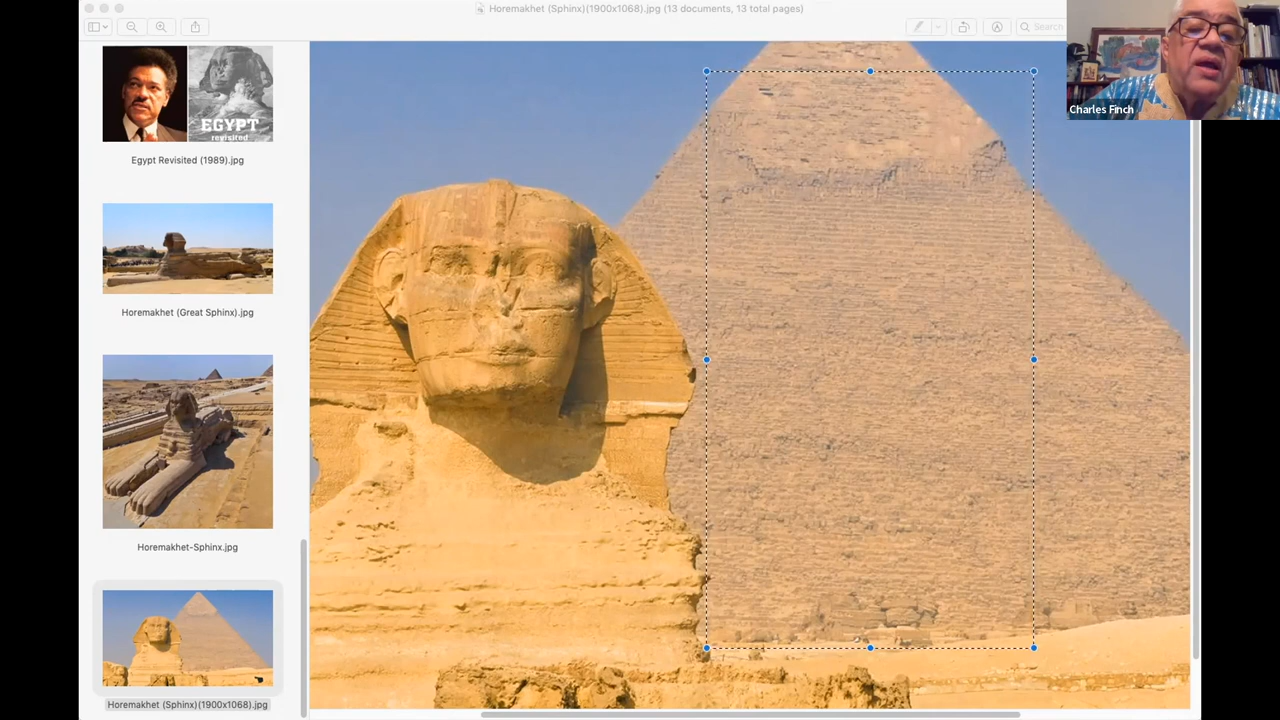 Horemakhet (Sphinx)(1900x1068).jpg (13 documents, 13 total pages)
Search
Charles Finch
EGYPT
revisited
Egypt Revisited (1989).jpg
Horemakhet (Great Sphinx).jpg
Horemakhet-Sphinx.jpg
Horemakhet (Sphinx)(1900x1068).jpg